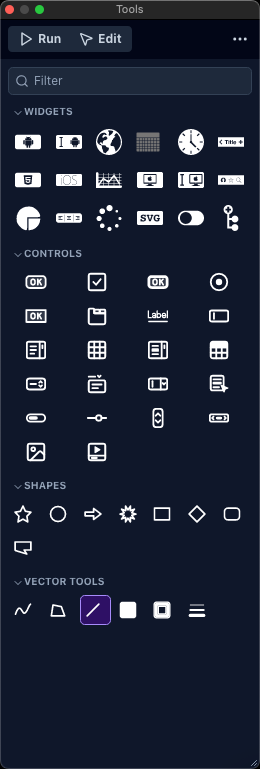 Tools
Run Edit
Filter
WIDGETS
Title +
iOS
SVG
CONTROLS
OK OK
OK Label
SHAPES
VECTOR TOOLS